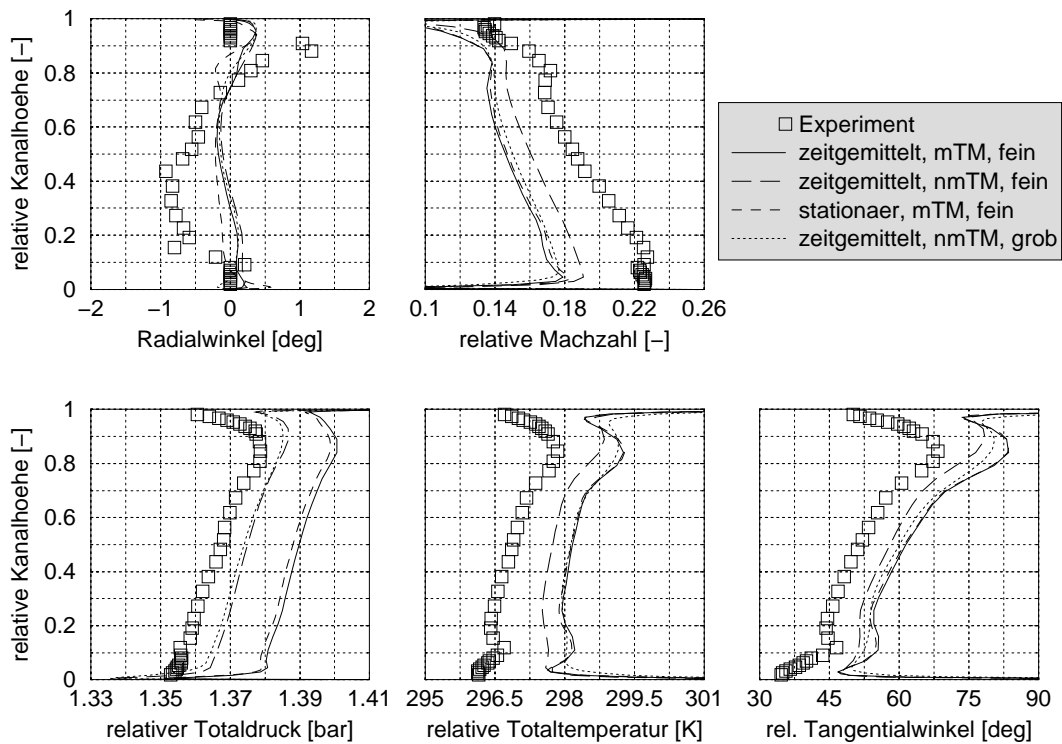 relative Kanalhoehe [−]
1
0.8
0.6
0.4
0.2
0
−2 −1 0 1 2
Radialwinkel [deg]
0.1 0.14 0.18 0.22 0.26
relative Machzahl [−]
Experiment
zeitgemittelt, mTM, fein
zeitgemittelt, nmTM, fein
stationaer, mTM, fein
zeitgemittelt, nmTM, grob
relative Kanalhoehe [−]
1
0.8
0.6
0.4
0.2
0
1.33 1.35 1.37 1.39 1.41
relativer Totaldruck [bar]
295 296.5 298 299.5 301
relative Totaltemperatur [K]
30 45 60 75 90
rel. Tangentialwinkel [deg]